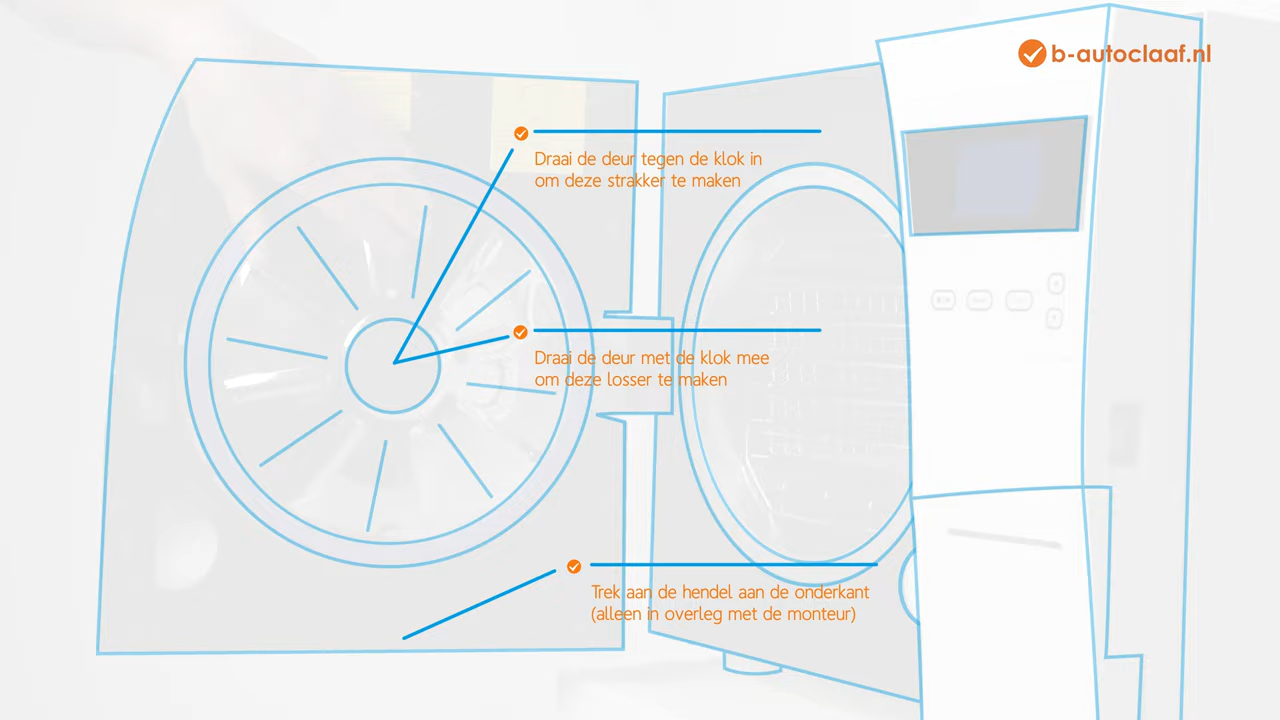 b-autoclaaf.nl
Draai de deur tegen de klok in
om deze strakker te maken
Draai de deur met de klok mee
om deze losser te maken
Trek aan de hendel aan de onderkant
(alleen in overleg met de monteur)